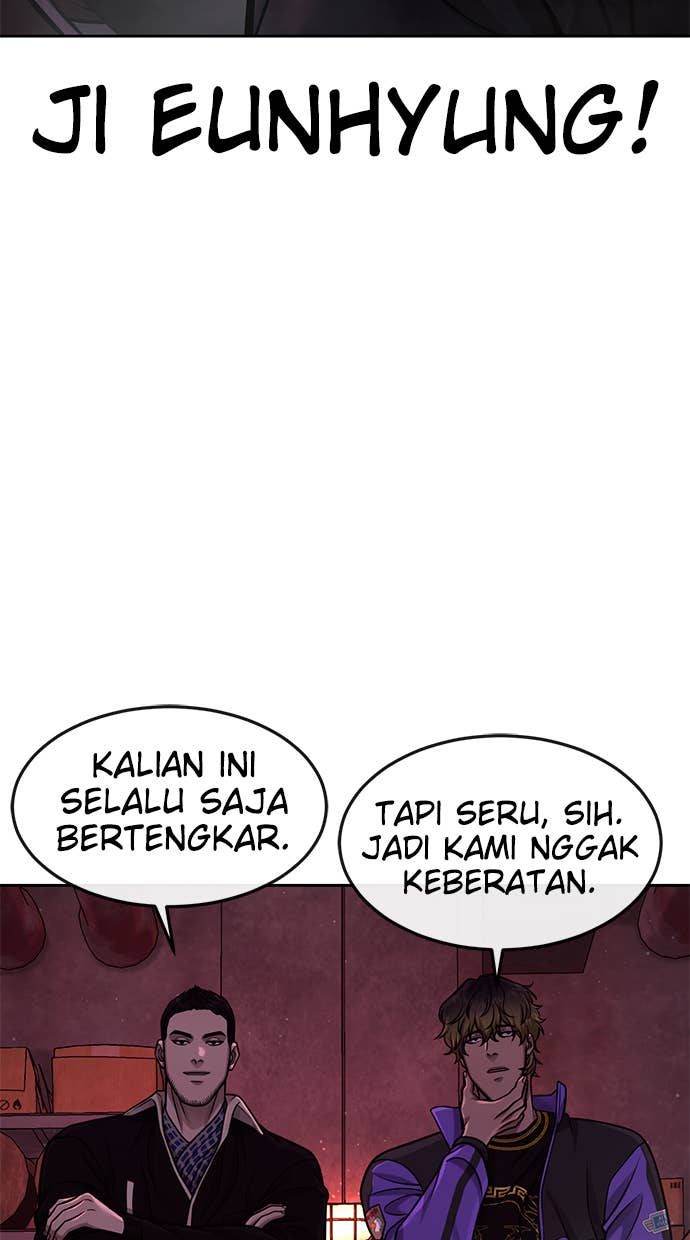 JI EUNHYUNG!
KALIAN INI
SELALU SAJA
BERTENGKAR.
TAPI SERU, SIH.
JADI KAMI NGGAK
KEBERATAN.